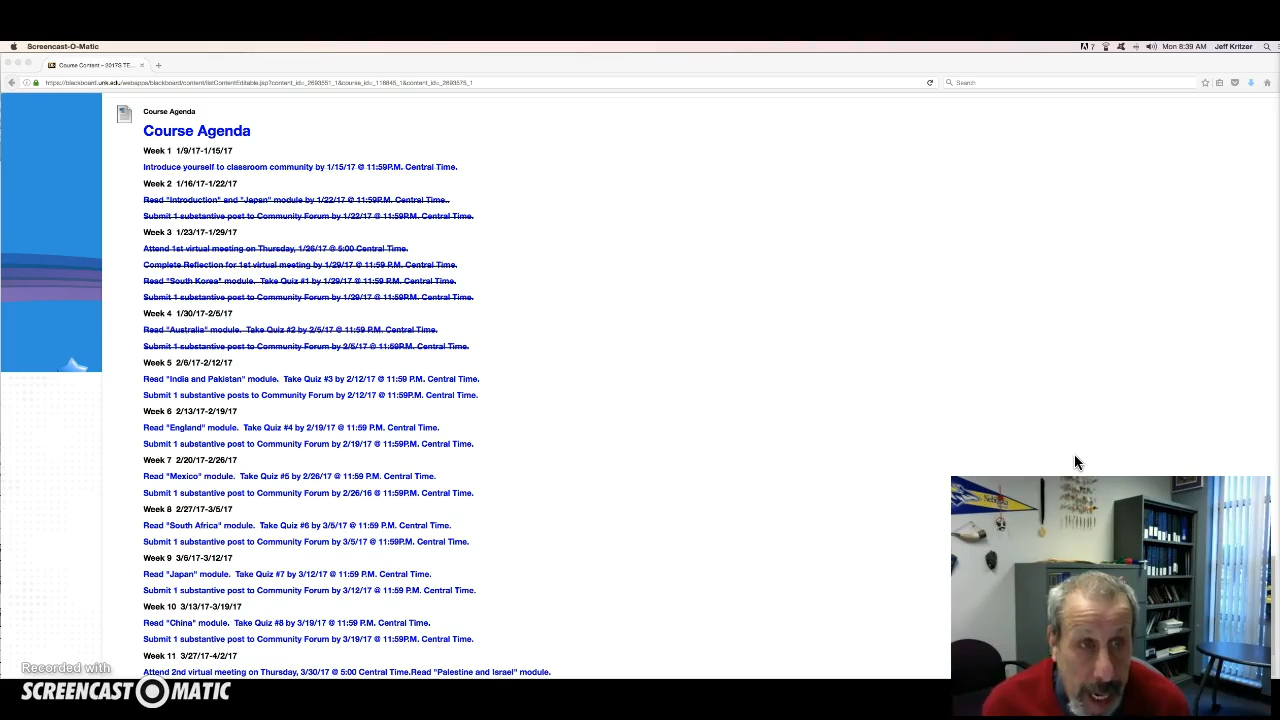 Screencast-O-Matic
7
Mon 8:39 AM
Jeff Kritzer
Course Content – 2017S TE...
https://blackboard.unk.edu/webapps/blackboard/content/listContentEditable.jsp?content_id=_2693551_1&course_id=_118845_1&content_id=_2693575_1
Search
Course Agenda
Course Agenda
Week 1 1/9/17-1/15/17
Introduce yourself to classroom community by 1/15/17 @ 11:59P.M. Central Time.
Week 2 1/16/17-1/22/17
Read "Introduction" and "Japan" module by 1/22/17 @ 11:59P.M. Central Time..
Submit 1 substantive post to Community Forum by 1/22/17 @ 11:59P.M. Central Time.
Week 3 1/23/17-1/29/17
Attend 1st virtual meeting on Thursday, 1/26/17 @ 5:00 Central Time.
Complete Reflection for 1st virtual meeting by 1/29/17 @ 11:59 P.M. Central Time.
Read "South Korea" module. Take Quiz #1 by 1/29/17 @ 11:59 P.M. Central Time.
Submit 1 substantive post to Community Forum by 1/29/17 @ 11:59P.M. Central Time.
Week 4 1/30/17-2/5/17
Read "Australia" module. Take Quiz #2 by 2/5/17 @ 11:59 P.M. Central Time.
Submit 1 substantive post to Community Forum by 2/5/17 @ 11:59P.M. Central Time.
Week 5 2/6/17-2/12/17
Read "India and Pakistan" module. Take Quiz #3 by 2/12/17 @ 11:59 P.M. Central Time.
Submit 1 substantive posts to Community Forum by 2/12/17 @ 11:59P.M. Central Time.
Week 6 2/13/17-2/19/17
Read "England" module. Take Quiz #4 by 2/19/17 @ 11:59 P.M. Central Time.
Submit 1 substantive post to Community Forum by 2/19/17 @ 11:59P.M. Central Time.
Week 7 2/20/17-2/26/17
Read "Mexico" module. Take Quiz #5 by 2/26/17 @ 11:59 P.M. Central Time.
Submit 1 substantive post to Community Forum by 2/26/16 @ 11:59P.M. Central Time.
Week 8 2/27/17-3/5/17
Read "South Africa" module. Take Quiz #6 by 3/5/17 @ 11:59 P.M. Central Time.
Submit 1 substantive post to Community Forum by 3/5/17 @ 11:59P.M. Central Time.
Week 9 3/6/17-3/12/17
Read "Japan" module. Take Quiz #7 by 3/12/17 @ 11:59 P.M. Central Time.
Submit 1 substantive post to Community Forum by 3/12/17 @ 11:59 P.M. Central Time.
Week 10 3/13/17-3/19/17
Read "China" module. Take Quiz #8 by 3/19/17 @ 11:59 P.M. Central Time.
Submit 1 substantive post to Community Forum by 3/19/17 @ 11:59P.M. Central Time.
Week 11 3/27/17-4/2/17
Attend 2nd virtual meeting on Thursday, 3/30/17 @ 5:00 Central Time.Read "Palestine and Israel" module.
Recorded with
SCREENCAST-O-MATIC